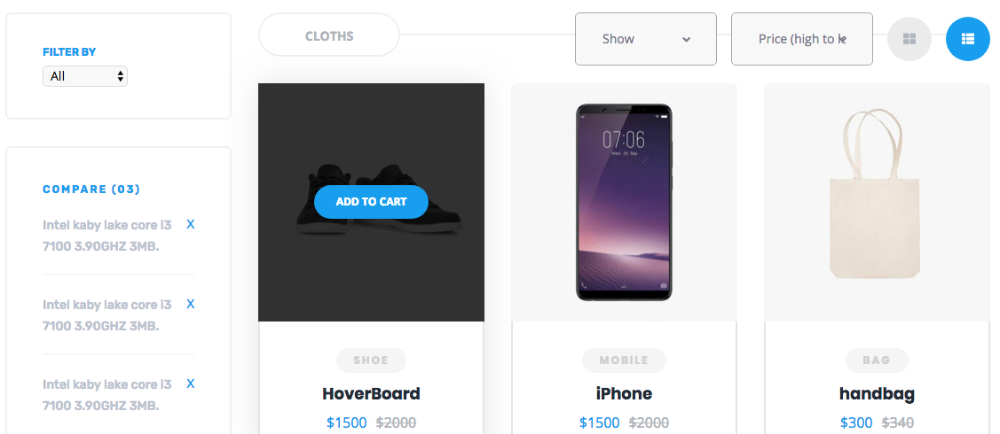 FILTER BY
All
COMPARE (03)
Intel kaby lake core i3
7100 3.90GHZ 3MB.
X
Intel kaby lake core i3
7100 3.90GHZ 3MB.
X
Intel kaby lake core i3
7100 3.90GHZ 3MB.
X
CLOTHS
Show
Price (high to
ADD TO CART
SHOE
HoverBoard
$1500 $2000
07:06
Wed 20 Sep
MOBILE
iPhone
$1500 $2000
BAG
handbag
$300 $340